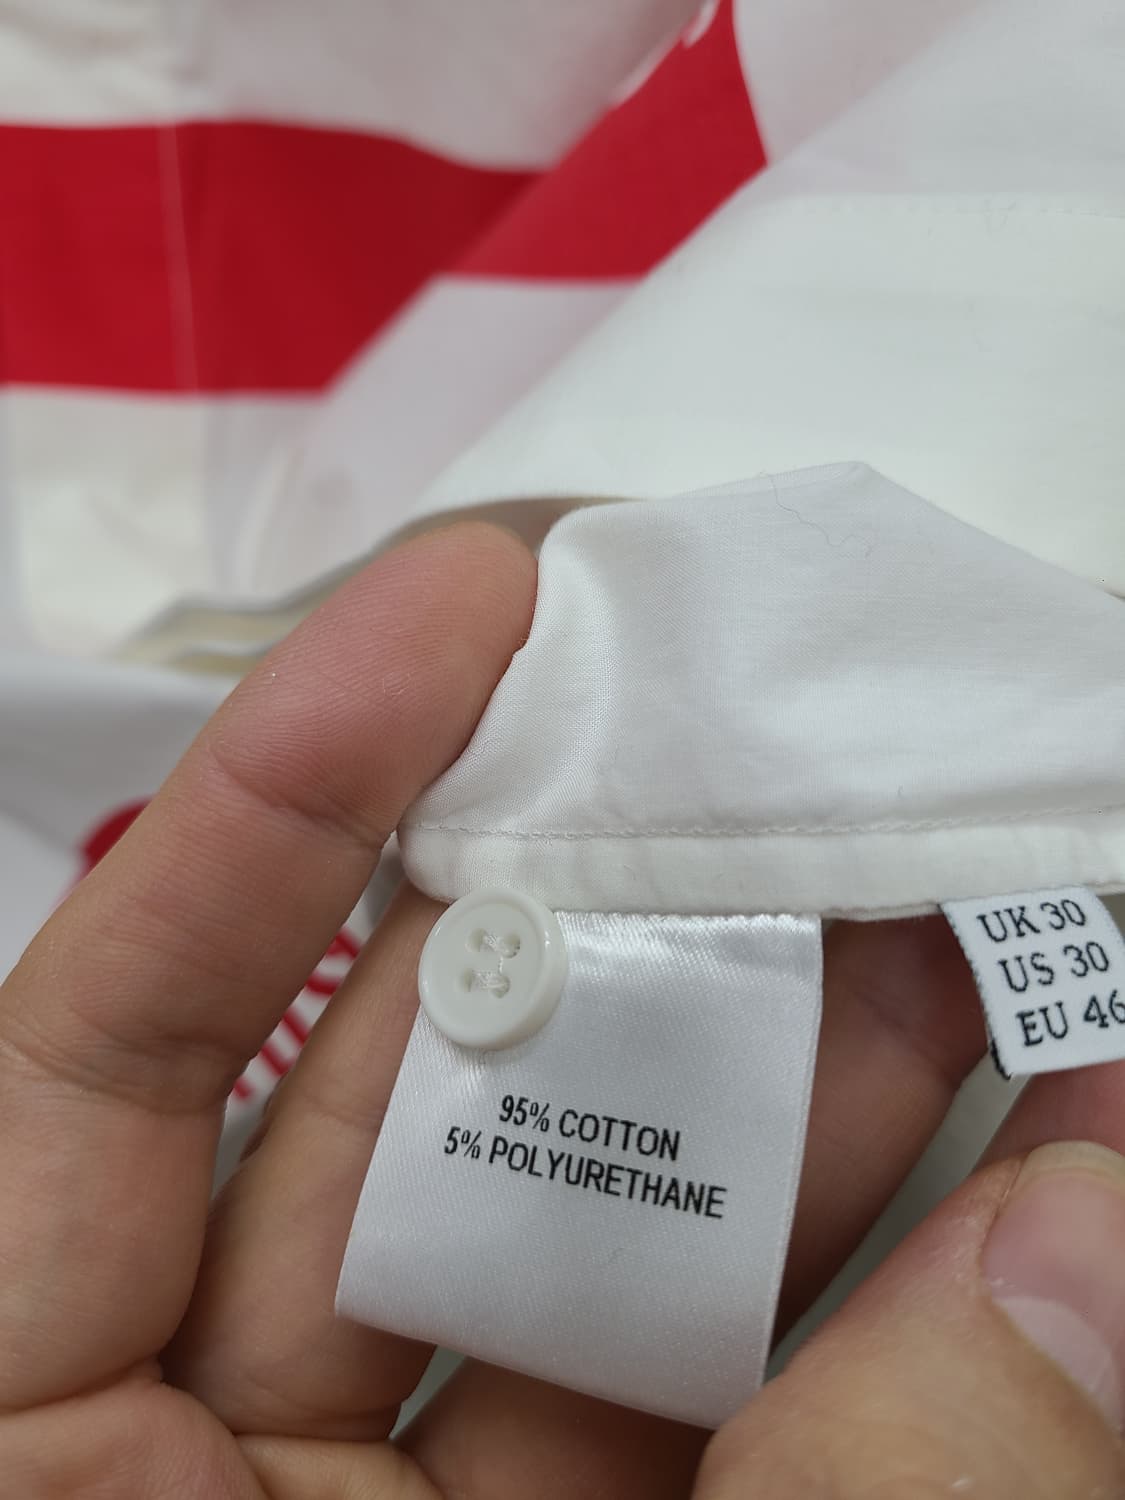 UK 30
US 30
EU 46
95% COTTON
5% POLYURETHANE